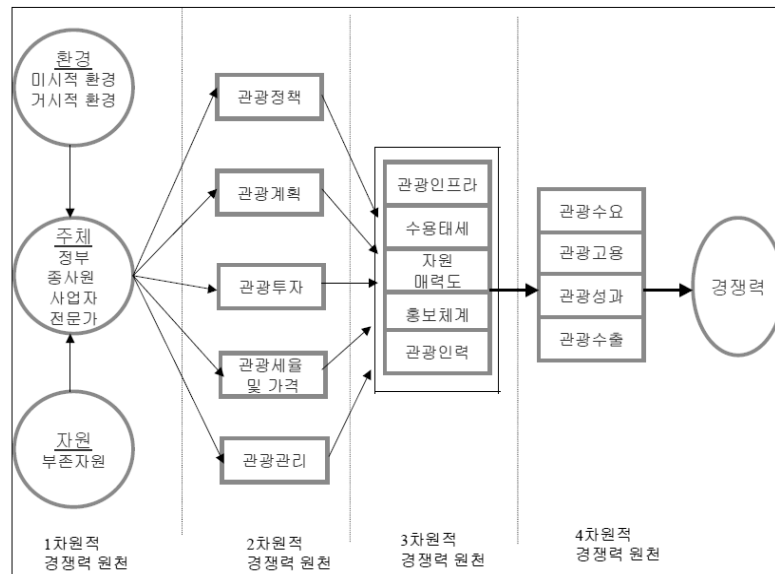 환경
미시적 환경
거시적 환경
주체
정부
종사원
사업자
전문가
자원
부존자원
1차원적
경쟁력 원천
관광정책
관광계획
관광투자
관광세율
및 가격
관광관리
2차원적
경쟁력 원천
관광인프라
수용태세
자원
매력도
홍보체계
관광인력
3차원적
경쟁력 원천
관광수요
관광고용
관광성과
관광수출
4차원적
경쟁력 원천
경쟁력